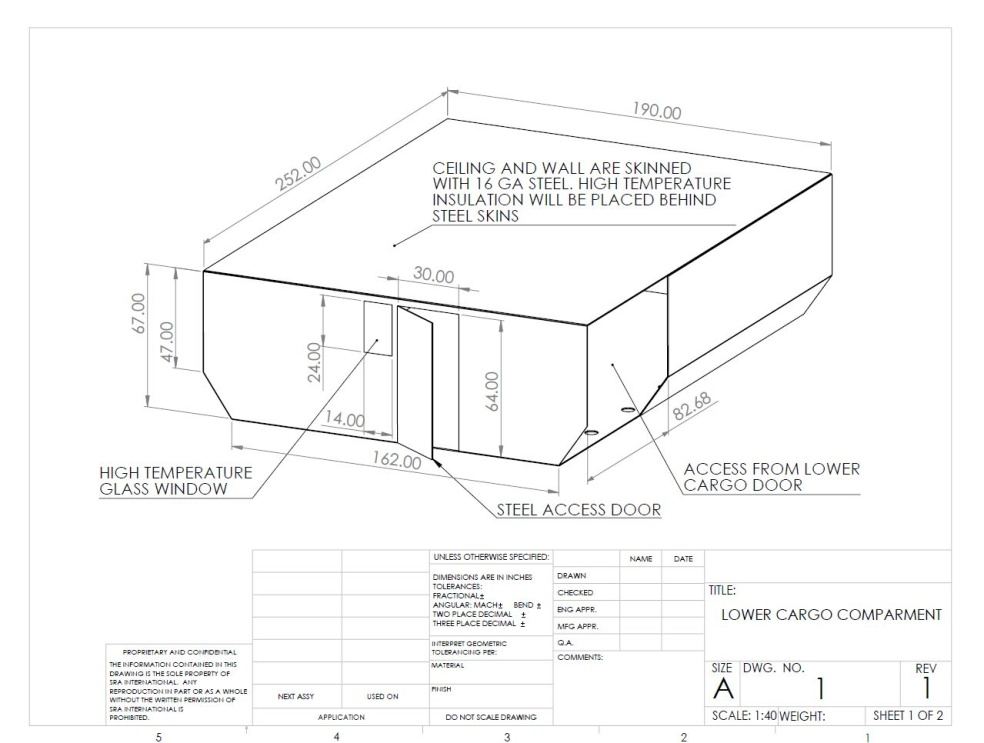 190.00
252.00
CEILING AND WALL ARE SKINNED
WITH 16 GA STEEL. HIGH TEMPERATURE
INSULATION WILL BE PLACED BEHIND
STEEL SKINS
30.00
67.00
47.00
24.00
64.00
14.00
82.68
162.00
HIGH TEMPERATURE
GLASS WINDOW
ACCESS FROM LOWER
CARGO DOOR
STEEL ACCESS DOOR
UNLESS OTHERWISE SPECIFIED:
DIMENSIONS ARE IN INCHES
TOLERANCES:
FRACTIONAL±
ANGULAR: MACH± BEND ±
TWO PLACE DECIMAL ±
THREE PLACE DECIMAL ±
INTERPRET GEOMETRIC
TOLERANCING PER:
MATERIAL
FINISH
DO NOT SCALE DRAWING
NAME DATE
DRAWN
CHECKED
ENG APPR.
MFG APPR.
Q.A.
COMMENTS:
TITLE:
LOWER CARGO COMPARMENT
SIZE DWG. NO. REV
A 1 1
SCALE: 1:40 WEIGHT: SHEET 1 OF 2
PROPRIETARY AND CONFIDENTIAL
THE INFORMATION CONTAINED IN THIS
DRAWING IS THE SOLE PROPERTY OF
SRA INTERNATIONAL. ANY
REPRODUCTION IN PART OR AS A WHOLE
WITHOUT THE WRITTEN PERMISSION OF
SRA INTERNATIONAL IS
PROHIBITED.
NEXT ASSY USED ON
APPLICATION
5 4 3 2 1